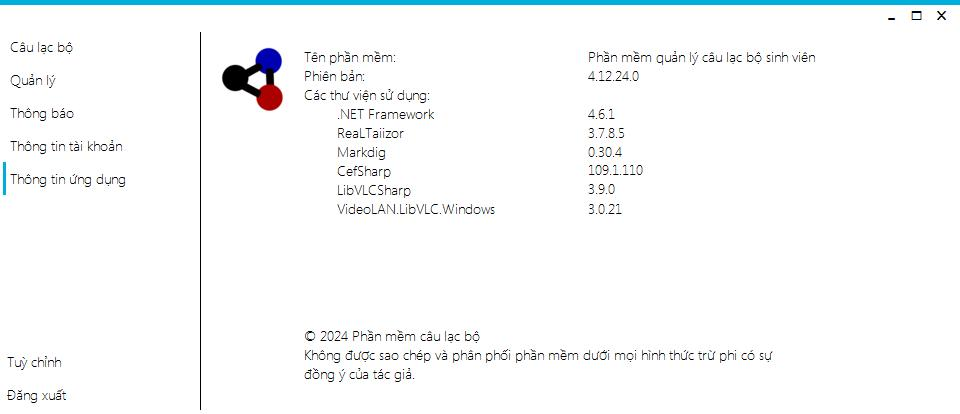 Câu lạc bộ
Quản lý
Thông báo
Thông tin tài khoản
Thông tin ứng dụng
Tuỳ chỉnh
Đăng xuất
Tên phần mềm: Phần mềm quản lý câu lạc bộ sinh viên
Phiên bản: 4.12.24.0
Các thư viện sử dụng:
.NET Framework 4.6.1
ReaLTaiizor 3.7.8.5
Markdig 0.30.4
CefSharp 109.1.110
LibVLCSharp 3.9.0
VideoLAN.LibVLC.Windows 3.0.21
© 2024 Phần mềm câu lạc bộ
Không được sao chép và phân phối phần mềm dưới mọi hình thức trừ phi có sự
đồng ý của tác giả.